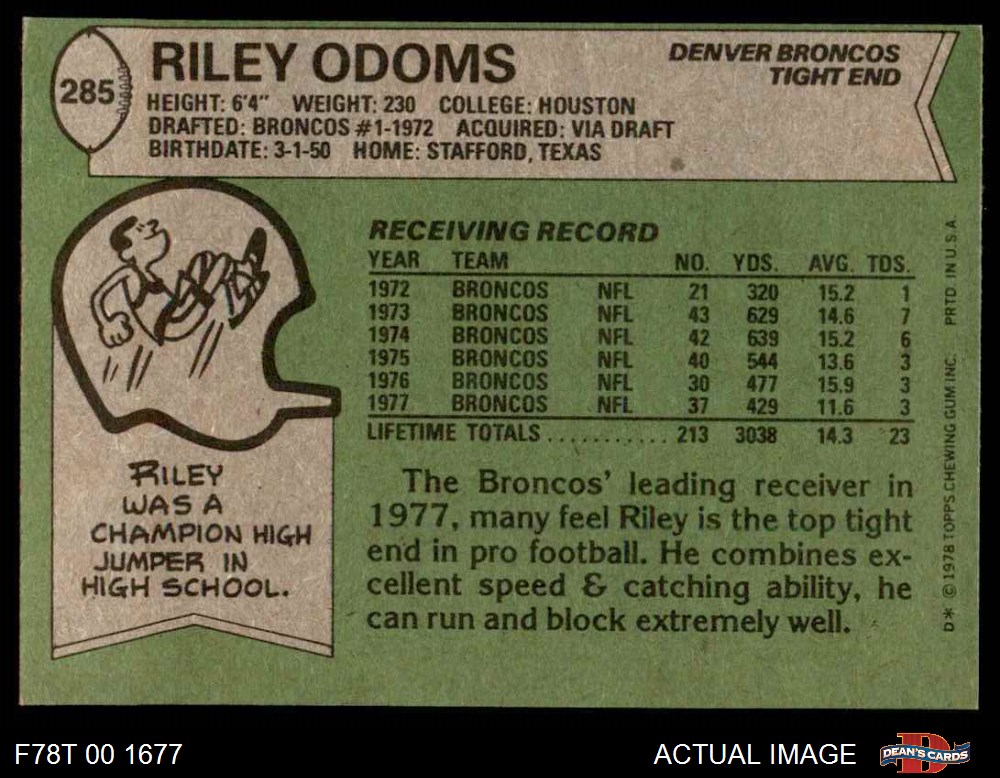 285
RILEY ODOMS
DENVER BRONCOS
TIGHT END
HEIGHT: 6'4" WEIGHT: 230 COLLEGE: HOUSTON
DRAFTED: BRONCOS #1-1972 ACQUIRED: VIA DRAFT
BIRTHDATE: 3-1-50 HOME: STAFFORD, TEXAS
RECEIVING RECORD
YEAR TEAM NO. YDS. AVG. TDS.
1972 BRONCOS NFL 21 320 15.2 1
1973 BRONCOS NFL 43 629 14.6 7
1974 BRONCOS NFL 42 639 15.2 6
1975 BRONCOS NFL 40 544 13.6 3
1976 BRONCOS NFL 30 477 15.9 3
1977 BRONCOS NFL 37 429 11.6 3
LIFETIME TOTALS........... 213 3038 14.3 23
RILEY
WAS A
CHAMPION HIGH
JUMPER IN
HIGH SCHOOL.
The Broncos' leading receiver in
1977, many feel Riley is the top tight
end in pro football. He combines ex-
cellent speed & catching ability, he
can run and block extremely well.
D* © 1978 TOPPS CHEWING GUM INC. PRTD. IN U.S.A.
F78T 00 1677
ACTUAL IMAGE
D
DEAN'S CARDS